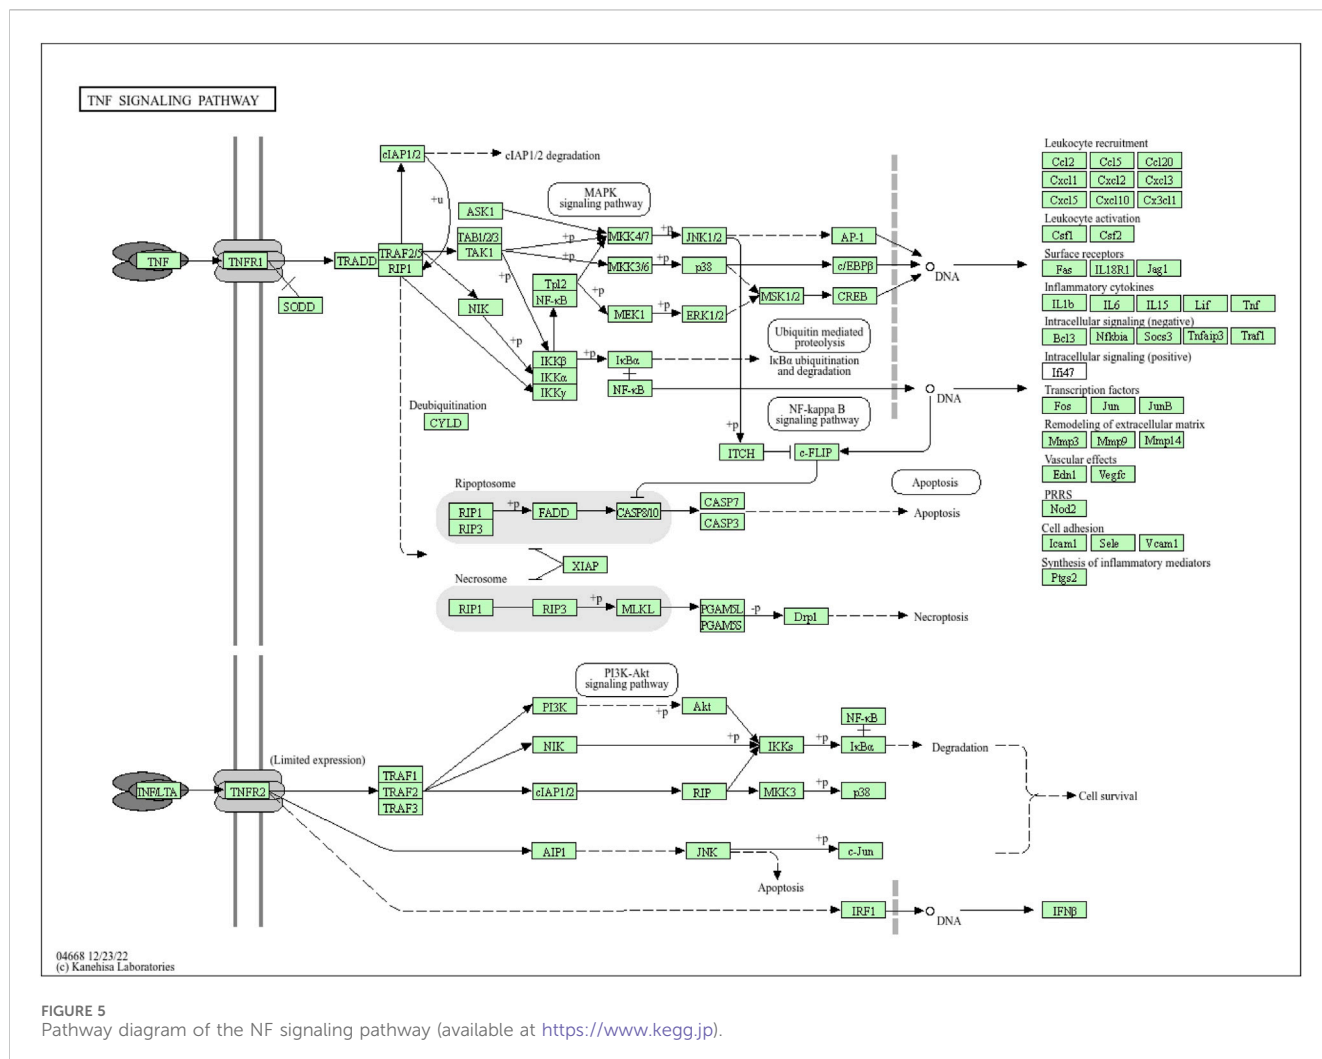 TNF SIGNALING PATHWAY
cIAP1/2
cIAP1/2 degradation
+u
ASK1
MAPK
signaling pathway
TNF
TNFR1
SODD
TRADD
TRAF2/5
RIP1
TAB1/2/3
TAK1
NIK
+p
+p
+p
+p
MKK4/7
+p
JNK1/2
AP-1
MKK3/6
+p
p38
c/EBPβ
Tpl2
NF-κB
+p
MEK1
+p
ERK1/2
MSK1/2
CREB
DNA
Ubiquitin mediated
proteolysis
IKKβ
IKKα
IKKγ
+p
IκBα
NF-κB
IκBα ubiquitination
and degradation
DNA
Deubiquitination
CYLD
NF-kappa B
signaling pathway
+p
ITCH
c-FLIP
Ripoptosome
RIP1
RIP3
+p
FADD
CASP8/10
CASP7
CASP3
Apoptosis
Apoptosis
XIAP
Necrosome
RIP1
RIP3
+p
MLKL
PGAM5L
PGAM5S
-p
Drp1
Necroptosis
Leukocyte recruitment
Ccl2 Ccl5 Ccl20
Cxcl1 Cxcl2 Cxcl3
Cxcl5 Cxcl10 Cx3cl1
Leukocyte activation
Csf1 Csf2
Surface receptors
Fas IL18R1 Jag1
Inflammatory cytokines
IL1b IL6 IL15 Lif Tnf
Intracellular signaling (negative)
Bcl3 Nfkbia Socs3 Tnfaip3 Traf1
Intracellular signaling (positive)
Ifi47
Transcription factors
Fos Jun JunB
Remodeling of extracellular matrix
Mmp3 Mmp9 Mmp14
Vascular effects
Edn1 Vegfc
PRRS
Nod2
Cell adhesion
Icam1 Sele Vcam1
Synthesis of inflammatory mediators
Ptgs2
PI3K-Akt
signaling pathway
PI3K
+p
Akt
NIK
+p
IKKs
+p
NF-κB
IκBα
Degradation
(Limited expression)
TNF/LTA
TNFR2
TRAF1
TRAF2
TRAF3
cIAP1/2
RIP
MKK3
+p
p38
Cell survival
AIP1
JNK
+p
c-Jun
Apoptosis
IRF1
DNA
IFNβ
04668 12/23/22
(c) Kanehisa Laboratories
FIGURE 5
Pathway diagram of the NF signaling pathway (available at https://www.kegg.jp).